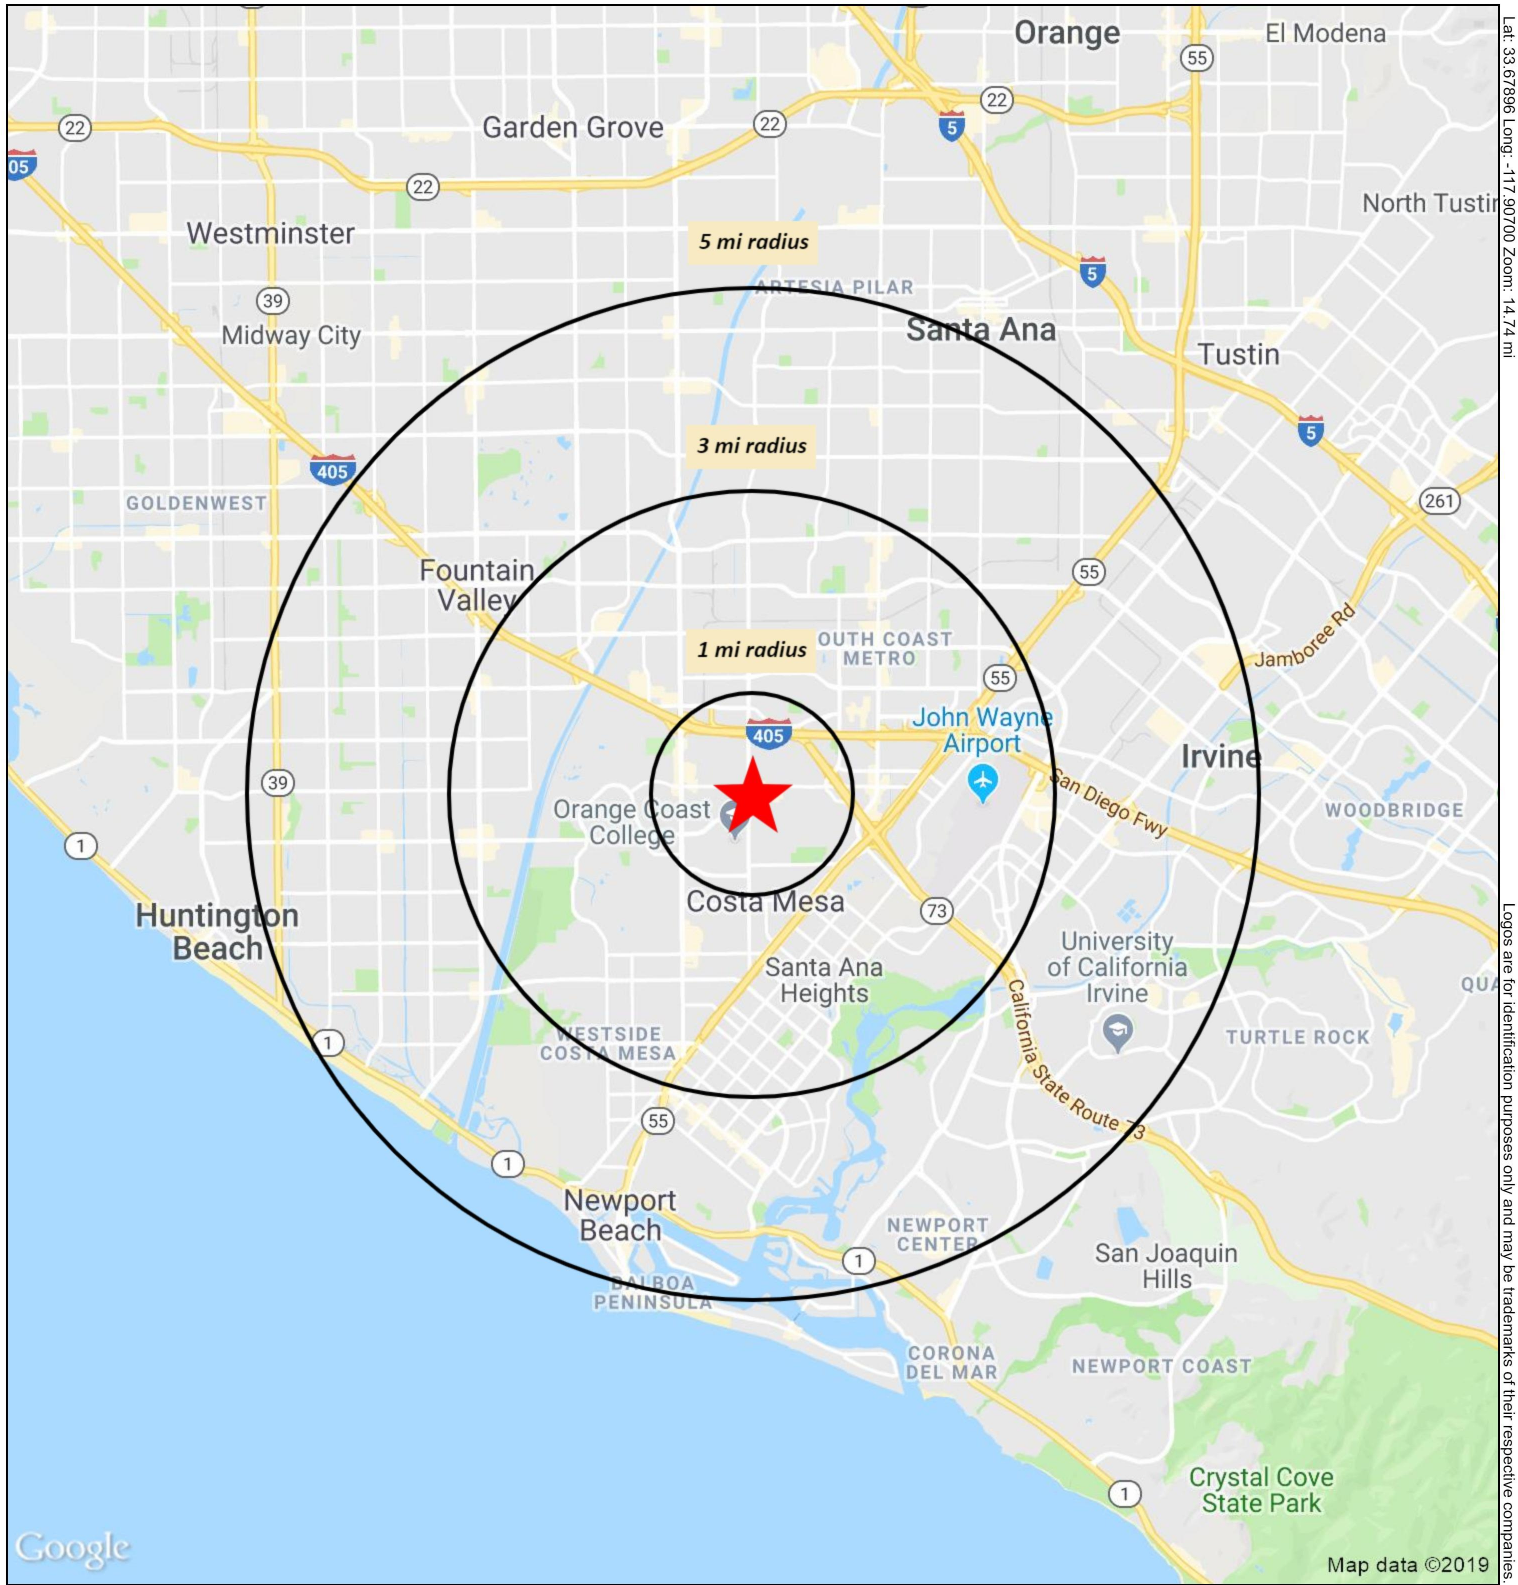 Orange
El Modena
55
22
22
Garden Grove
22
5
05
22
North Tustin
Westminster
5 mi radius
5
ARTESIA PILAR
39
Santa Ana
Midway City
Tustin
5
3 mi radius
405
GOLDENWEST
261
Fountain
Valley
55
Jamboree Rd
1 mi radius
OUTH COAST
METRO
55
John Wayne
Airport
405
Irvine
39
San Diego Fwy
Orange Coast
College
WOODBRIDGE
1
Costa Mesa
73
Huntington
Beach
University
of California
Irvine
Santa Ana
Heights
QUA
California State Route 73
WESTSIDE
COSTA MESA
1
TURTLE ROCK
55
1
Newport
Beach
NEWPORT
CENTER
1
San Joaquin
Hills
BALBOA
PENINSULA
CORONA
DEL MAR
NEWPORT COAST
1
Crystal Cove
State Park
Google
Map data ©2019
Lat: 33.67896 Long: -117.90700 Zoom: 14.74 mi
Logos are for identification purposes only and may be trademarks of their respective companies.